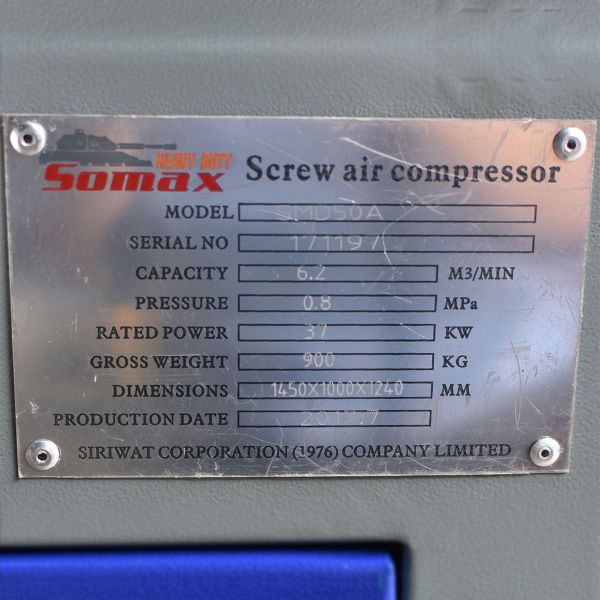 HEAVY DUTY
Somax
Screw air compressor
MODEL SMD50A
SERIAL NO 171197
CAPACITY 6.2 M3/MIN
PRESSURE 0.8 MPa
RATED POWER 37 KW
GROSS WEIGHT 900 KG
DIMENSIONS 1450X1000X1240 MM
PRODUCTION DATE 2017.7
SIRIWAT CORPORATION (1976) COMPANY LIMITED